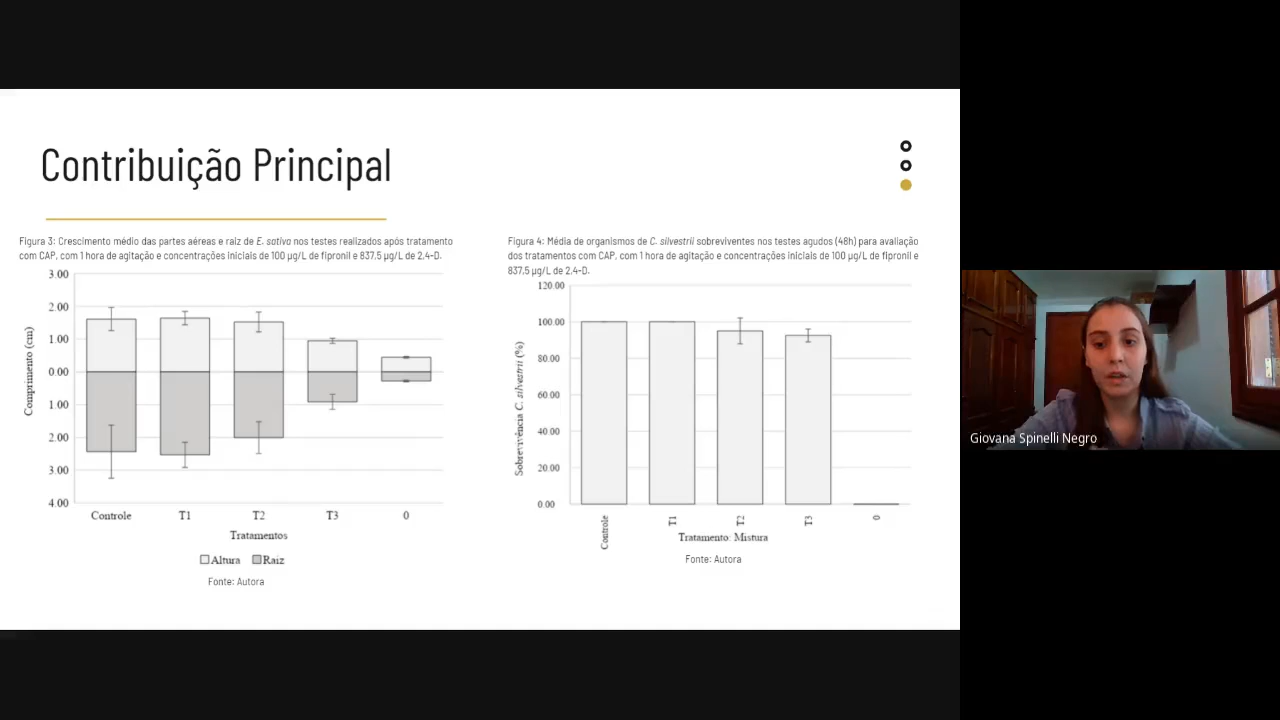 Contribuição Principal
Figura 3: Crescimento médio das partes aéreas e raiz de E. sativa nos testes realizados após tratamento
com CAP, com 1 hora de agitação e concentrações iniciais de 100 µg/L de fipronil e 837,5 µg/L de 2,4-D.
3.00
2.00
1.00
0.00
1.00
2.00
3.00
4.00
Comprimento (cm)
Controle T1 T2 T3 0
Tratamentos
Altura Raiz
Fonte: Autora
Figura 4: Média de organismos de C. silvestrii sobreviventes nos testes agudos (48h) para avaliação
dos tratamentos com CAP, com 1 hora de agitação e concentrações iniciais de 100 µg/L de fipronil e
837,5 µg/L de 2,4-D.
120.00
100.00
80.00
60.00
40.00
20.00
0.00
Sobrevivência C. silvestrii (%)
Controle T1 T2 T3 0
Tratamento: Mistura
Fonte: Autora
Giovana Spinelli Negro